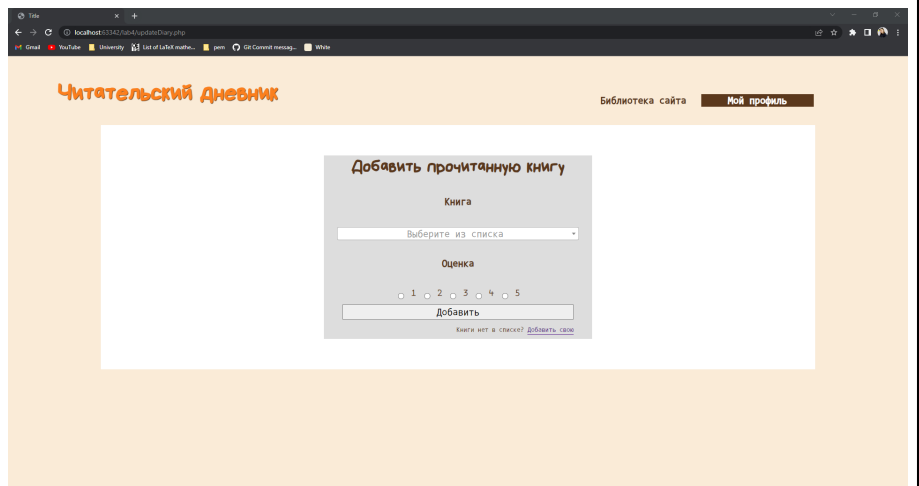 Title
localhost:63342/lab4/updateDiary.php
Gmail YouTube University List of LaTeX mathe... pem Git Commit messag... White
Читательский дневник
Библиотека сайта Мой профиль
Добавить прочитанную книгу
Книга
Выберите из списка
Оценка
1 2 3 4 5
Добавить
Книги нет в списке? Добавить свою